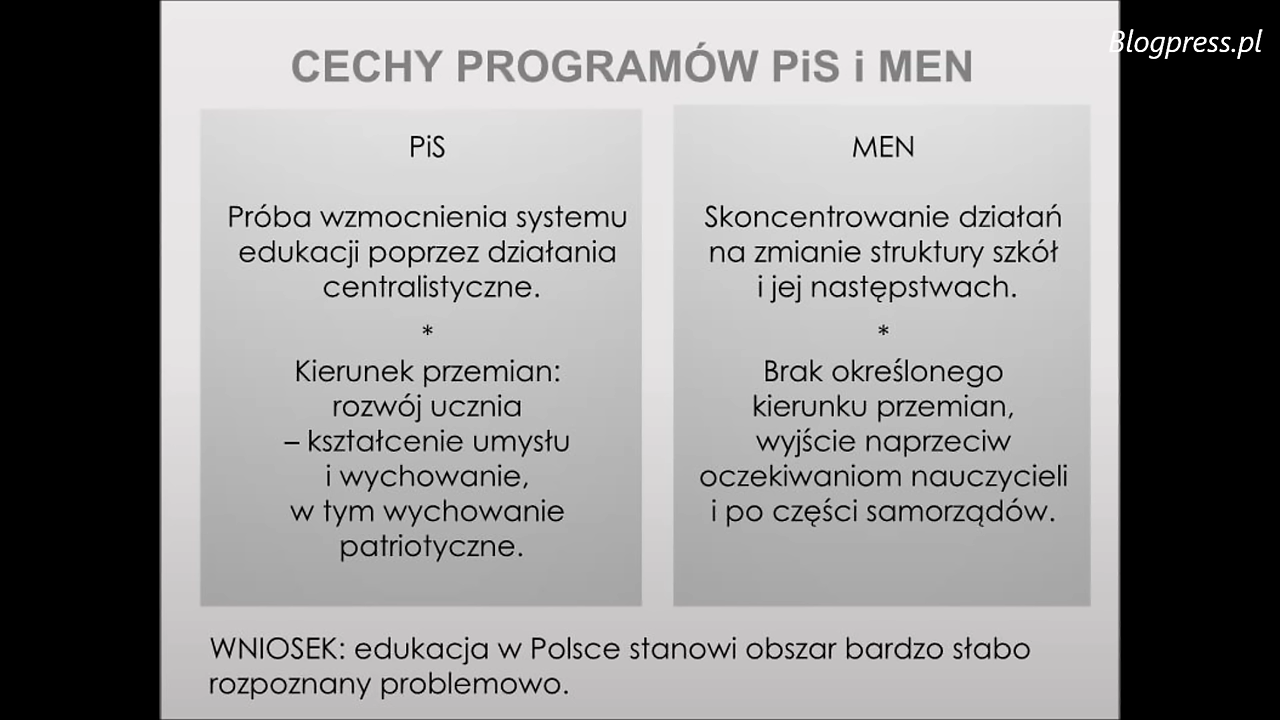 Blogpress.pl
CECHY PROGRAMÓW PiS i MEN
PiS
Próba wzmocnienia systemu
edukacji poprzez działania
centralistyczne.
*
Kierunek przemian:
rozwój ucznia
– kształcenie umysłu
i wychowanie,
w tym wychowanie
patriotyczne.
MEN
Skoncentrowanie działań
na zmianie struktury szkół
i jej następstwach.
*
Brak określonego
kierunku przemian,
wyjście naprzeciw
oczekiwaniom nauczycieli
i po części samorządów.
WNIOSEK: edukacja w Polsce stanowi obszar bardzo słabo
rozpoznany problemowo.